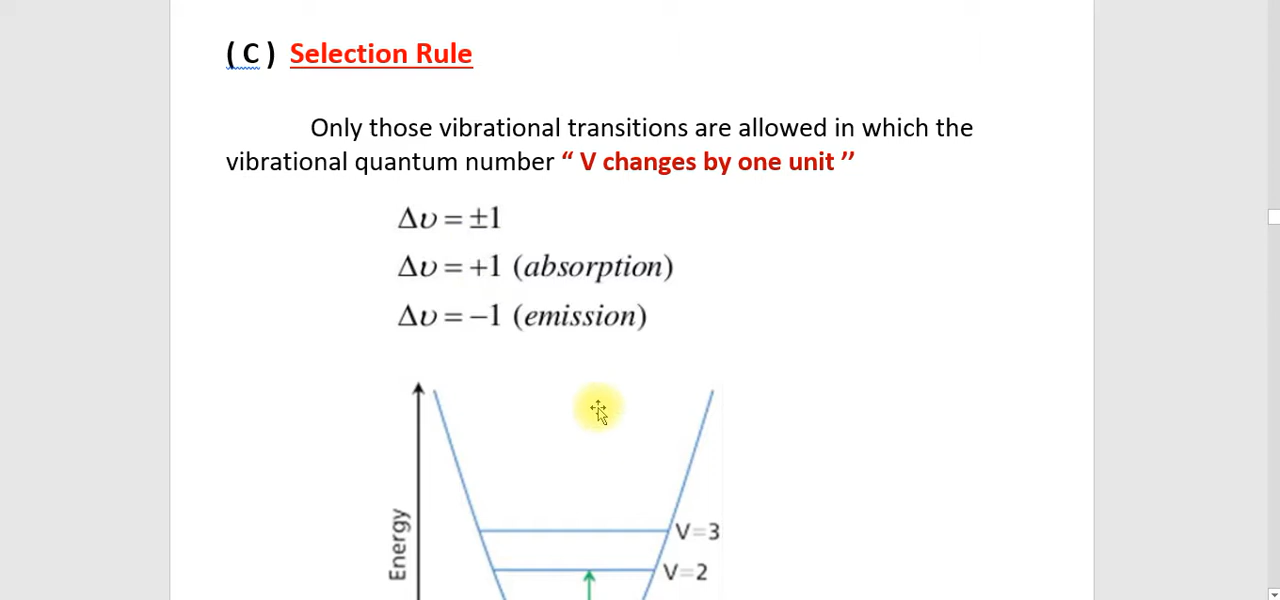 ( C ) Selection Rule
Only those vibrational transitions are allowed in which the
vibrational quantum number “ V changes by one unit ”
Δυ = ±1
Δυ = +1 (absorption)
Δυ = −1 (emission)
Energy
V=3
V=2